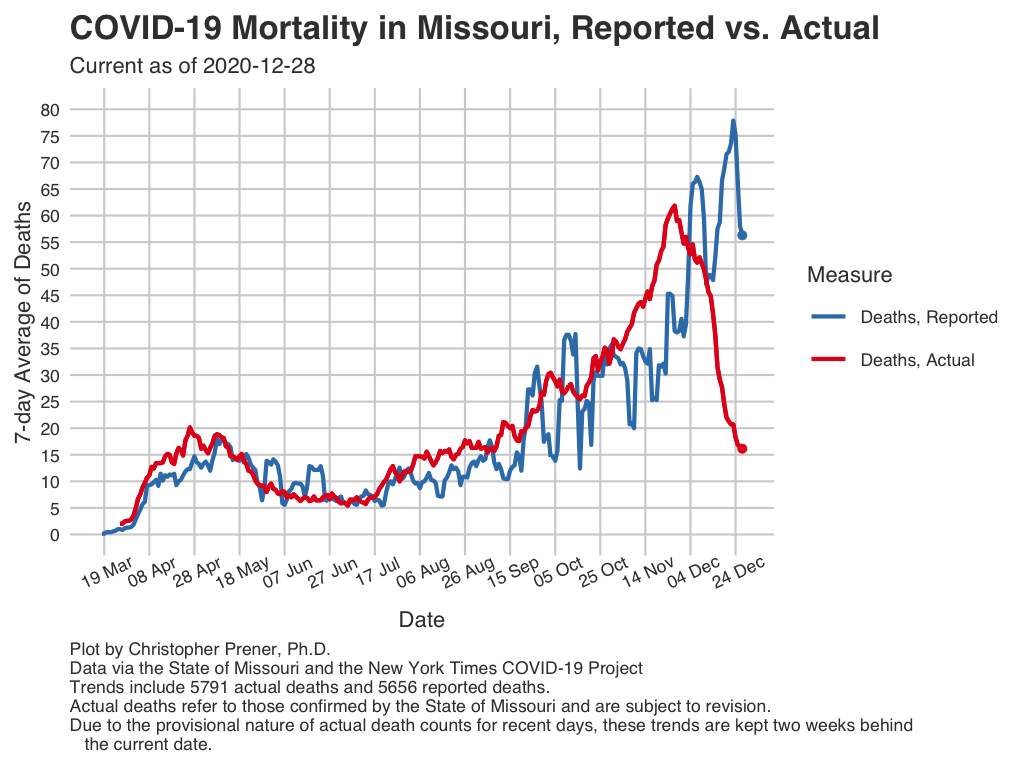 COVID-19 Mortality in Missouri, Reported vs. Actual
Current as of 2020-12-28
80
75
70
65
60
55
50
45
40
35
30
25
20
15
10
5
0
7-day Average of Deaths
19 Mar
08 Apr
28 Apr
18 May
07 Jun
27 Jun
17 Jul
06 Aug
26 Aug
15 Sep
05 Oct
25 Oct
14 Nov
04 Dec
24 Dec
Date
Measure
Deaths, Reported
Deaths, Actual
Plot by Christopher Prener, Ph.D.
Data via the State of Missouri and the New York Times COVID-19 Project
Trends include 5791 actual deaths and 5656 reported deaths.
Actual deaths refer to those confirmed by the State of Missouri and are subject to revision.
Due to the provisional nature of actual death counts for recent days, these trends are kept two weeks behind
the current date.